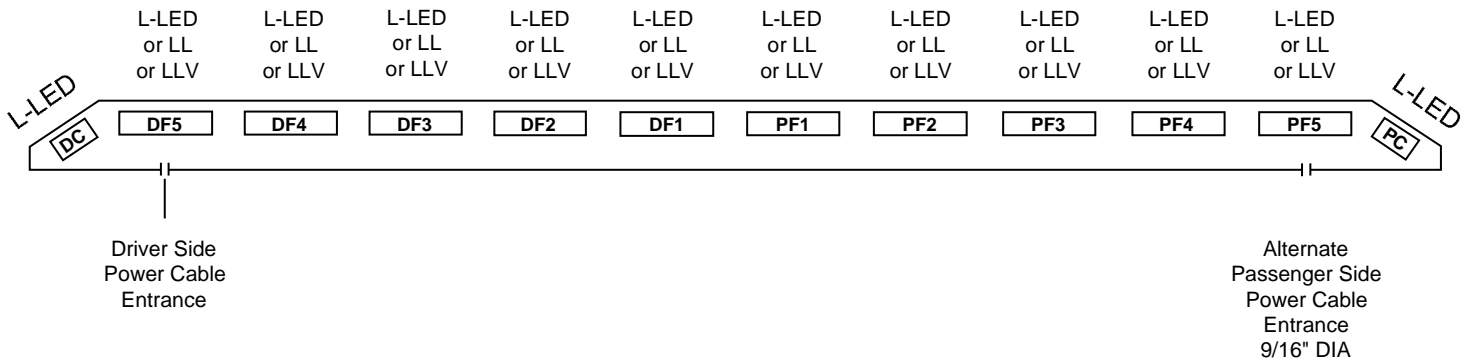 L-LED L-LED L-LED L-LED L-LED L-LED L-LED L-LED L-LED L-LED
or LL or LL or LL or LL or LL or LL or LL or LL or LL or LL
or LLV or LLV or LLV or LLV or LLV or LLV or LLV or LLV or LLV or LLV
L-LED L-LED
DC DF5 DF4 DF3 DF2 DF1 PF1 PF2 PF3 PF4 PF5 PC
Driver Side
Power Cable
Entrance
Alternate
Passenger Side
Power Cable
Entrance
9/16" DIA